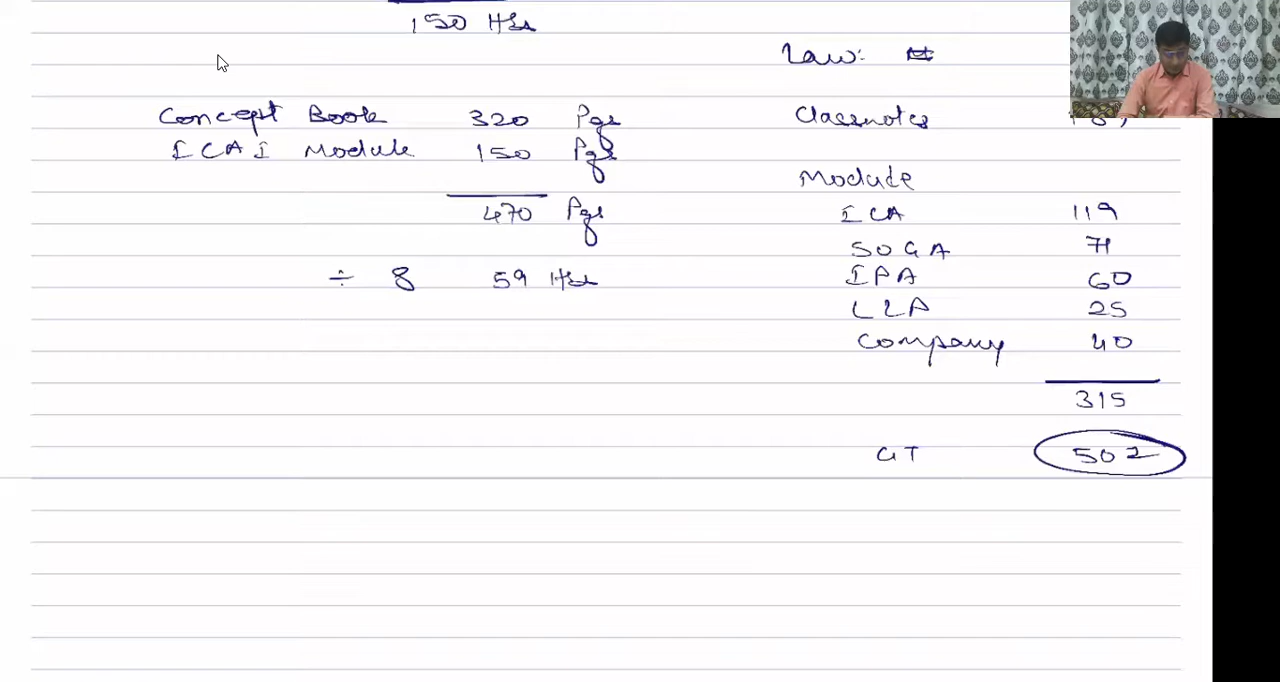 150 Hrs
Law:
Concept Book 320 Pgs
ICAI Module 150 Pgs
470 Pgs
÷ 8 59 Hrs
Classnotes
Module
ICA 119
SOGA 71
IPA 60
LLA 25
Company 40
315
GT 502